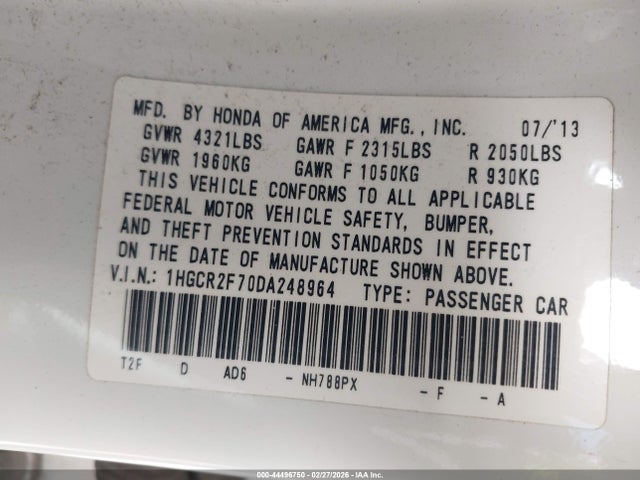 MFD. BY HONDA OF AMERICA MFG., INC. 07/'13
GVWR 4321LBS GAWR F 2315LBS R 2050LBS
GVWR 1960KG GAWR F 1050KG R 930KG
THIS VEHICLE CONFORMS TO ALL APPLICABLE
FEDERAL MOTOR VEHICLE SAFETY, BUMPER,
AND THEFT PREVENTION STANDARDS IN EFFECT
ON THE DATE OF MANUFACTURE SHOWN ABOVE.
V.I.N.: 1HGCR2F70DA248964 TYPE: PASSENGER CAR
T2F D AD6 - NH788PX - F - A
000-44496750 - 02/27/2026 - IAA Corp.